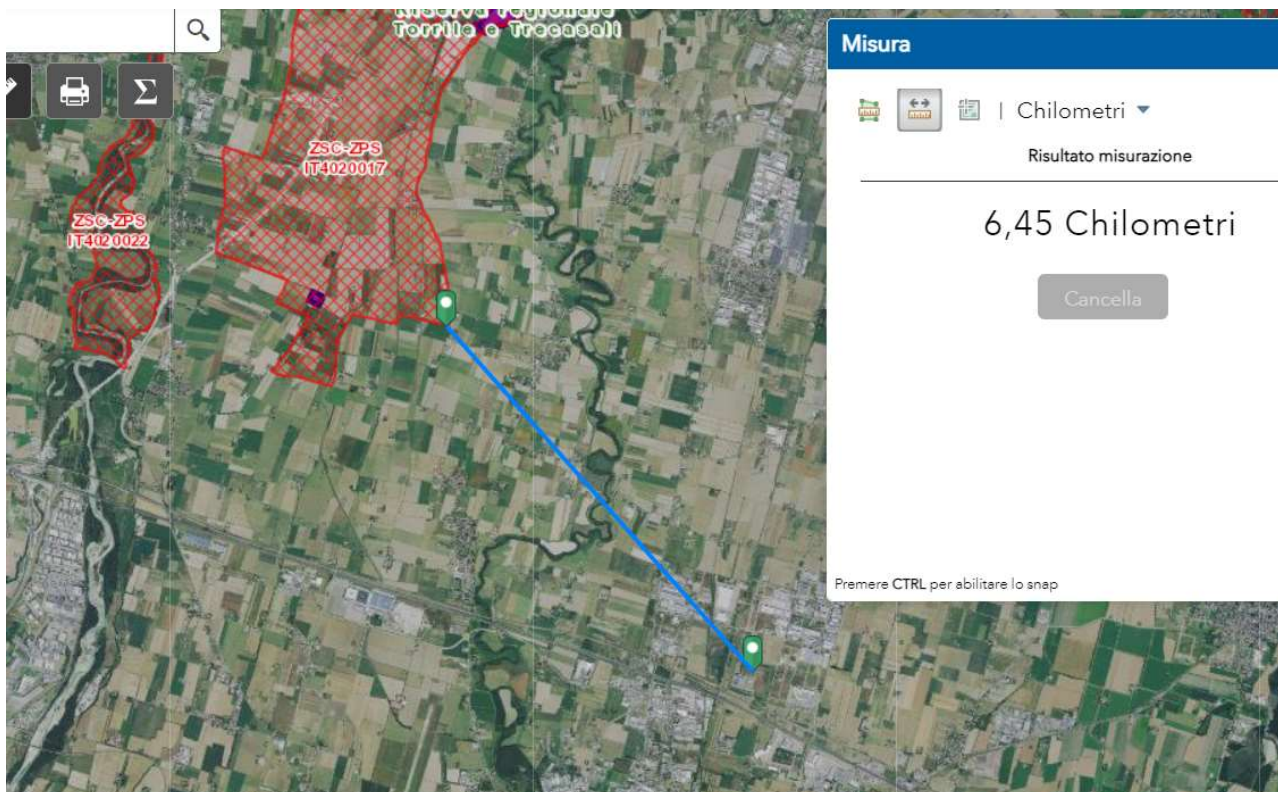 Riserva regionale
Torrile e Trecasali
ZSC-ZPS
IT4020017
ZSC-ZPS
IT4020022
Misura
| Chilometri
Risultato misurazione
6,45 Chilometri
Cancella
Premere CTRL per abilitare lo snap